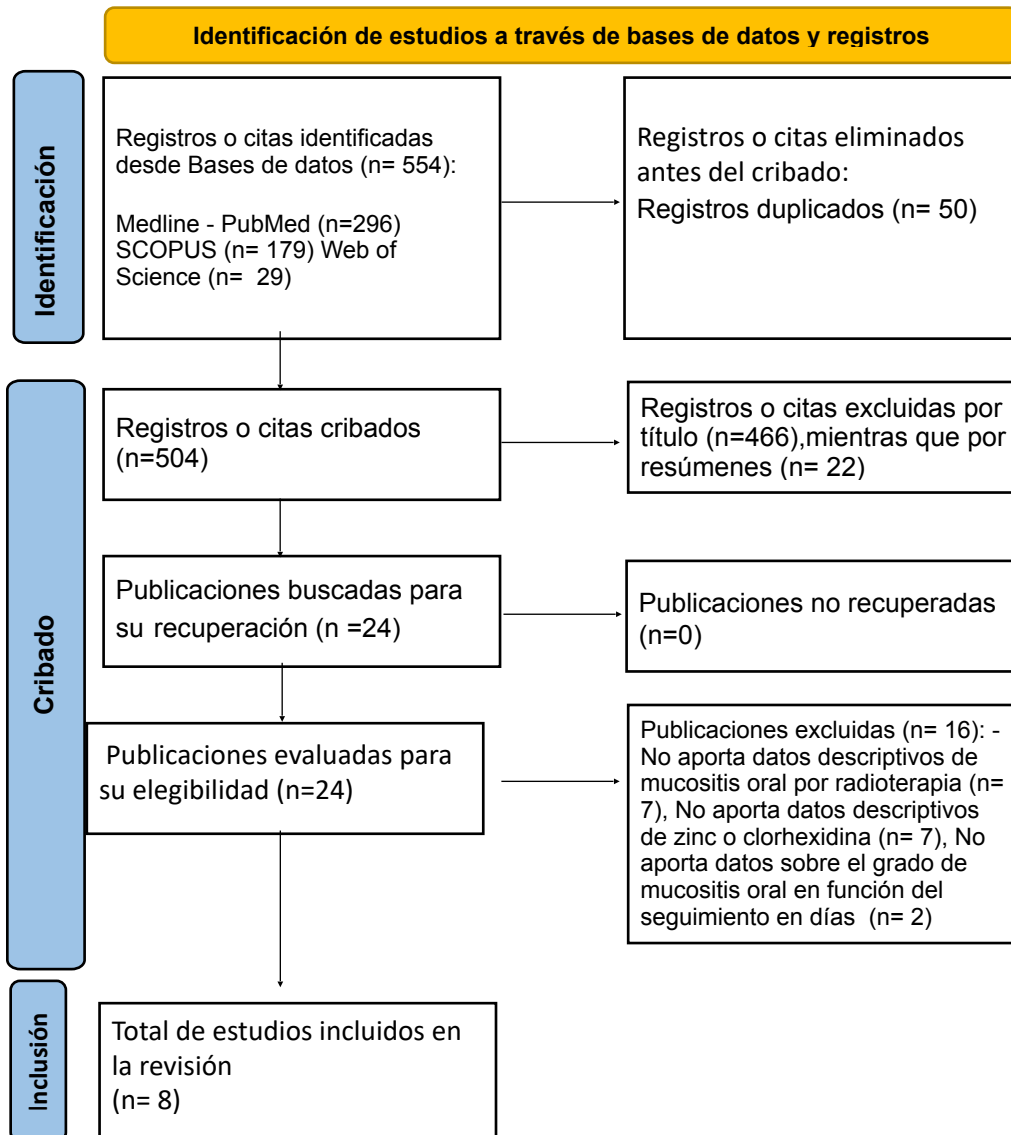 Identificación de estudios a través de bases de datos y registros
Identificación
Registros o citas identificadas
desde Bases de datos (n= 554):
Medline - PubMed (n=296)
SCOPUS (n= 179) Web of
Science (n=  29)
Registros o citas eliminados
antes del cribado:
Registros duplicados (n= 50)
Cribado
Registros o citas cribados
(n=504)
Registros o citas excluidas por
título (n=466),mientras que por
resúmenes (n= 22)
Publicaciones buscadas para
su recuperación (n =24)
Publicaciones no recuperadas
(n=0)
Publicaciones evaluadas para
su elegibilidad (n=24)
Publicaciones excluidas (n= 16): -
No aporta datos descriptivos de
mucositis oral por radioterapia (n=
7), No aporta datos descriptivos
de zinc o clorhexidina (n= 7), No
aporta datos sobre el grado de
mucositis oral en función del
seguimiento en días  (n= 2)
Inclusión
Total de estudios incluidos en
la revisión
(n= 8)